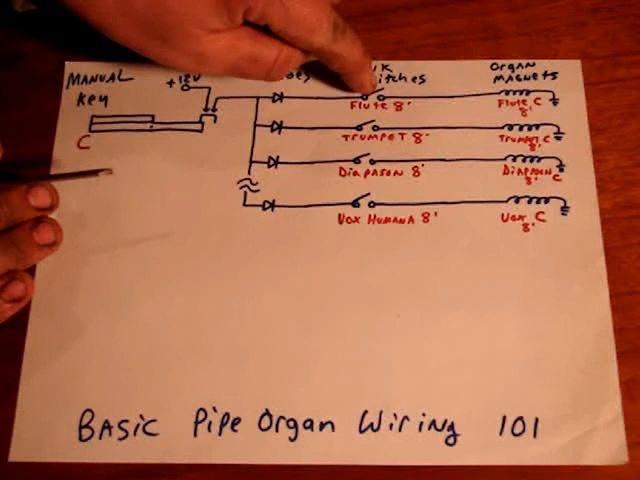 MANUAL Key
+12V
ORGAN MAGNETS
C
Flute 8' Flute C 8'
TRUMPET 8' TRUMPET C 8'
DIAPASON 8' DIAPASON C 8'
VOX HUMANA 8' VOX C 8'
BASIC PIPE ORGAN WIRING 101